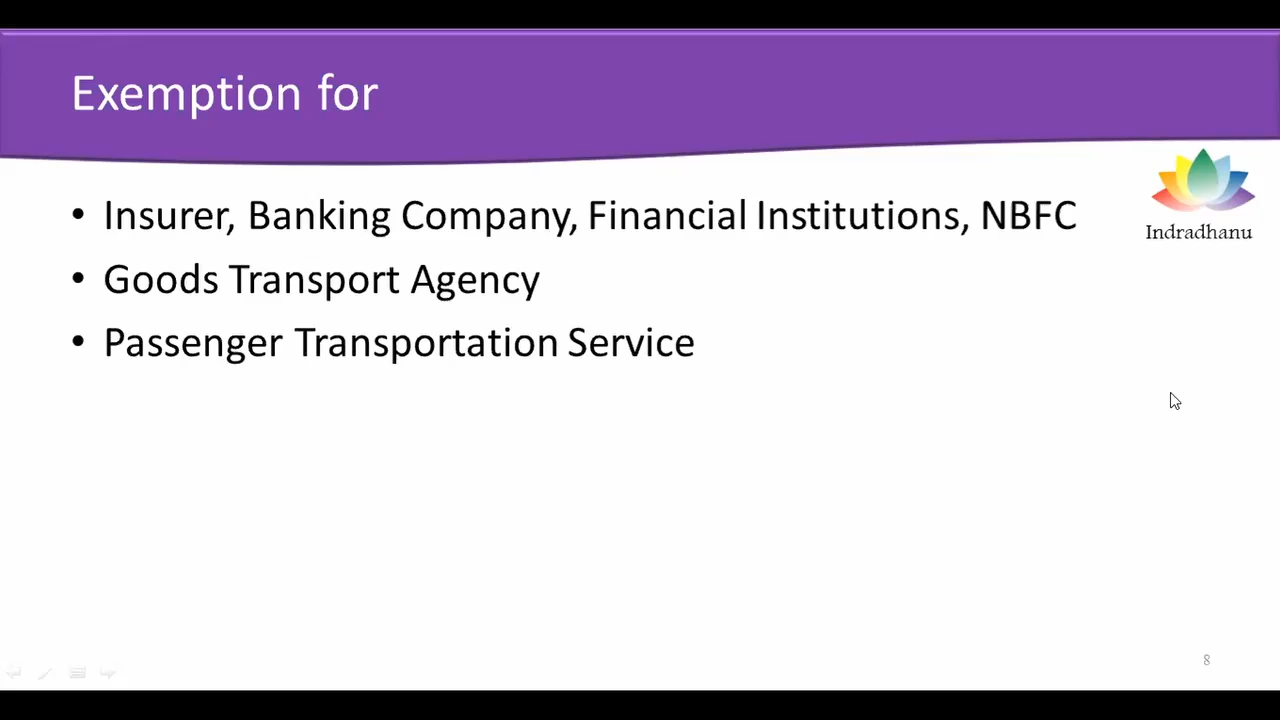 Exemption for
• Insurer, Banking Company, Financial Institutions, NBFC
Indradhanu
• Goods Transport Agency
• Passenger Transportation Service
8